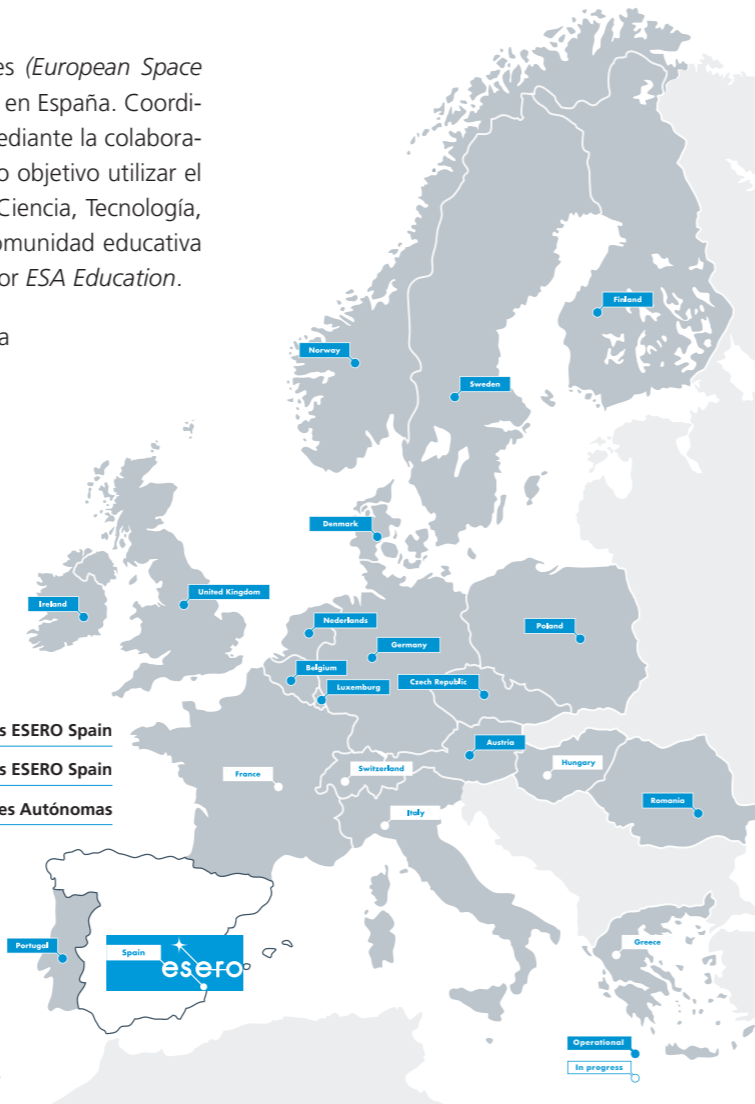 es (European Space
en España. Coordi-
ediante la colabora-
o objetivo utilizar el
Ciencia, Tecnología,
omunidad educativa
or ESA Education.
a
Finland
Norway
Sweden
Denmark
United Kingdom
Ireland
Nederlands
Poland
Germany
Belgium
Luxemburg
Czech Republic
s ESERO Spain
Austria
s ESERO Spain
Hungary
Switzerland
France
Romania
es Autónomas
Italy
Portugal
Spain
esero
Greece
Operational
In progress